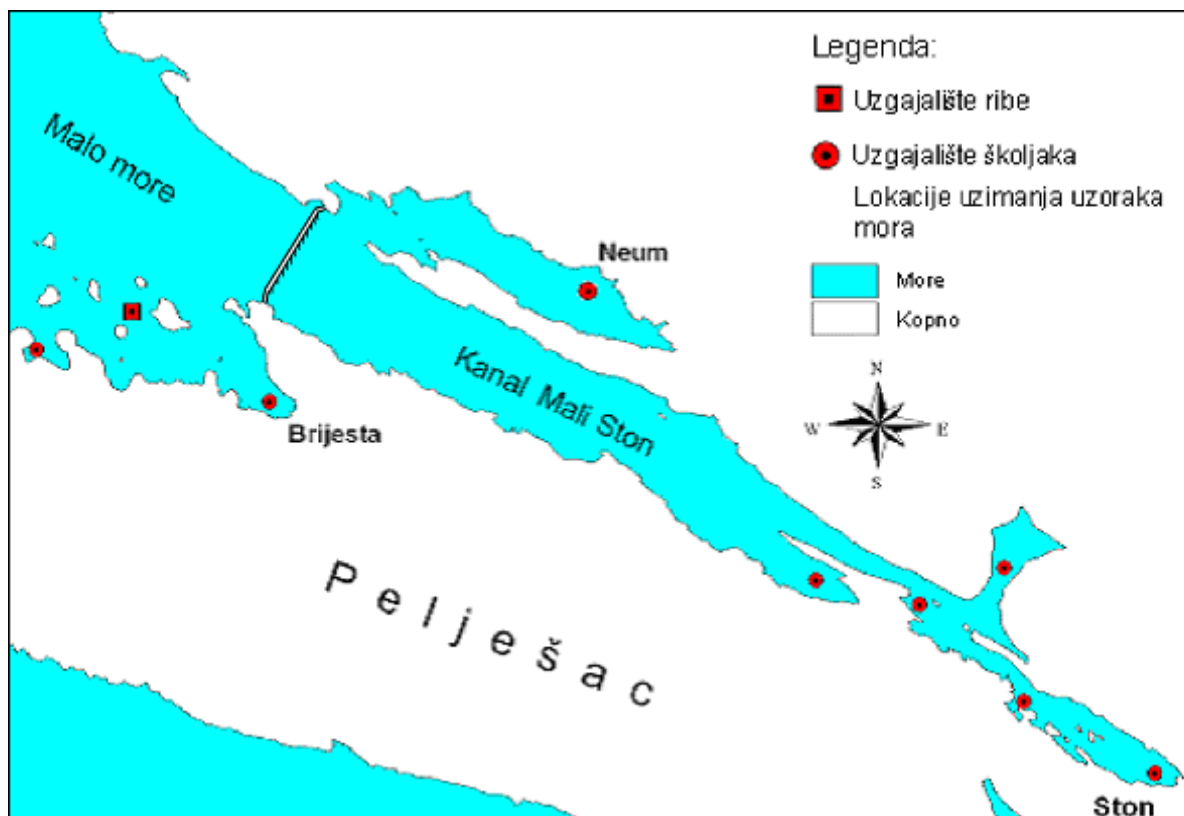 Legenda:
Uzgajalište ribe
Uzgajalište školjaka
Lokacije uzimanja uzoraka
mora
More
Kopno
Malo more
Neum
Kanal Mali Ston
Brijesta
N
W
E
S
Pelješac
Ston